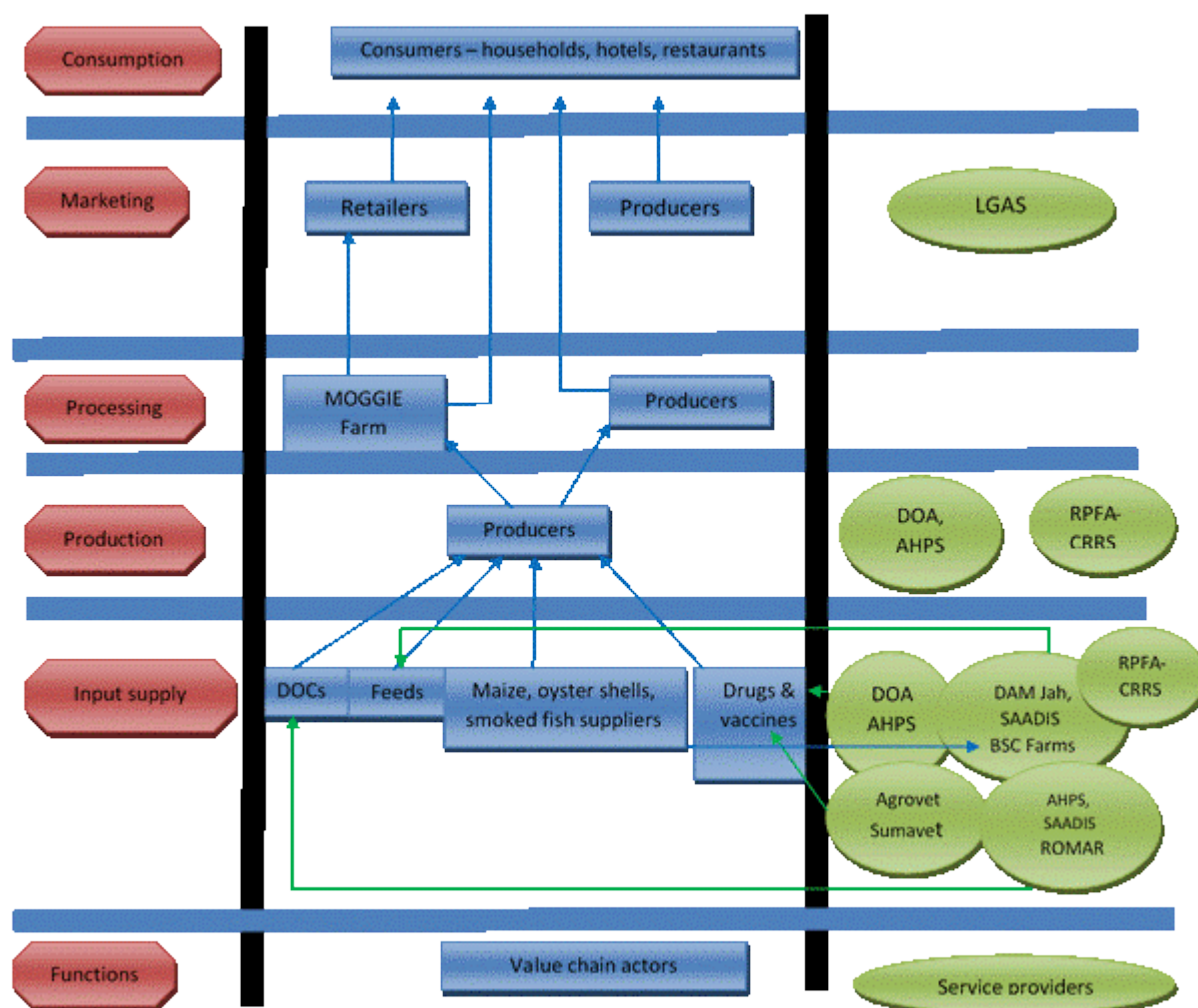 Consumption
Consumers – households, hotels, restaurants
Marketing
Retailers
Producers
LGAS
Processing
MOGGIE
Farm
Producers
Production
Producers
DOA,
AHPS
RPFA-
CRRS
Input supply
DOCs
Feeds
Maize, oyster shells,
smoked fish suppliers
Drugs &
vaccines
DOA
AHPS
DAM Jah,
SAADIS
BSC Farms
RPFA-
CRRS
Agrovet
Sumavet
AHPS,
SAADIS
ROMAR
Functions
Value chain actors
Service providers